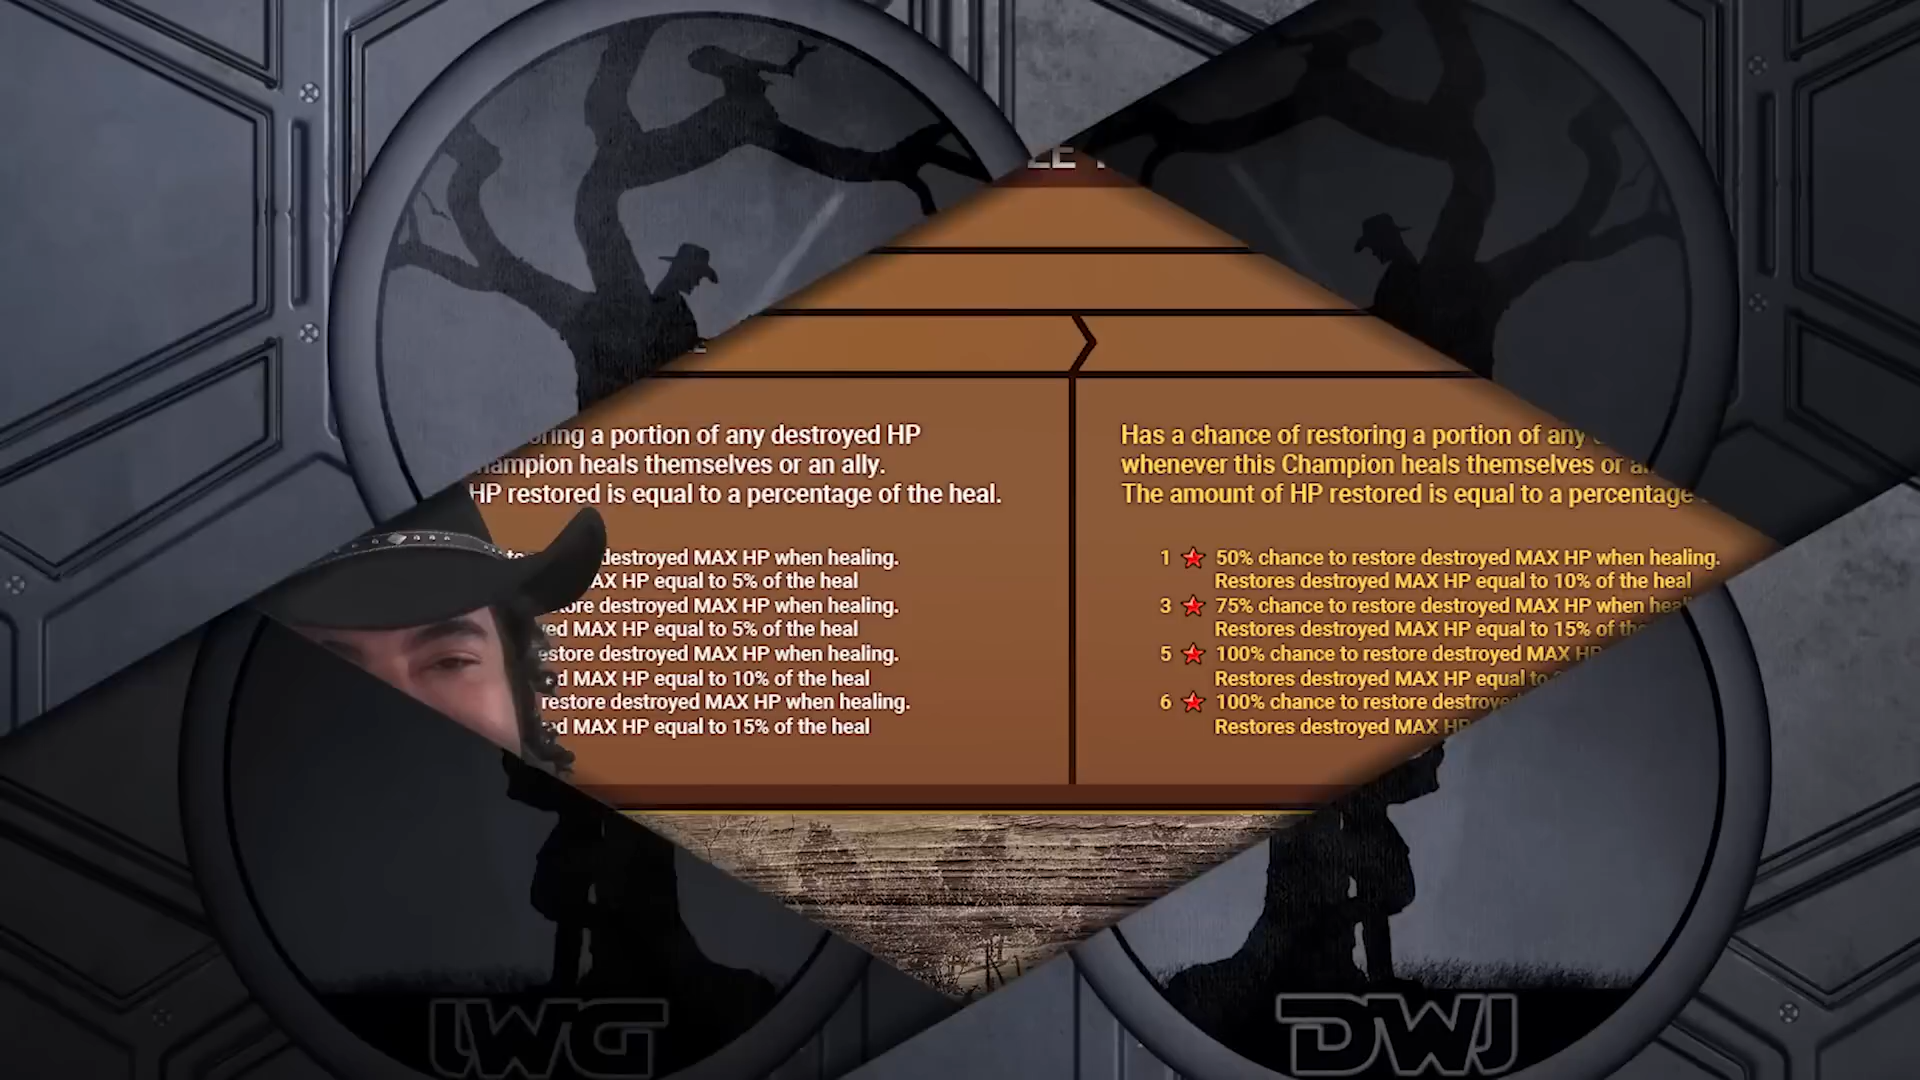 a portion of any destroyed HP
heals themselves or an ally.
HP restored is equal to a percentage of the heal.
destroyed MAX HP when healing.
MAX HP equal to 5% of the heal
destroyed MAX HP when healing.
MAX HP equal to 5% of the heal
destroyed MAX HP when healing.
MAX HP equal to 10% of the heal
restore destroyed MAX HP when healing.
MAX HP equal to 15% of the heal
Has a chance of restoring a portion of any
whenever this Champion heals themselves or
The amount of HP restored is equal to a percentage
1 50% chance to restore destroyed MAX HP when healing.
Restores destroyed MAX HP equal to 10% of the heal
3 75% chance to restore destroyed MAX HP when
Restores destroyed MAX HP equal to 15% of
5 100% chance to restore destroyed MAX HP
Restores destroyed MAX HP equal to
6 100% chance to restore
Restores destroyed MAX
DWJ